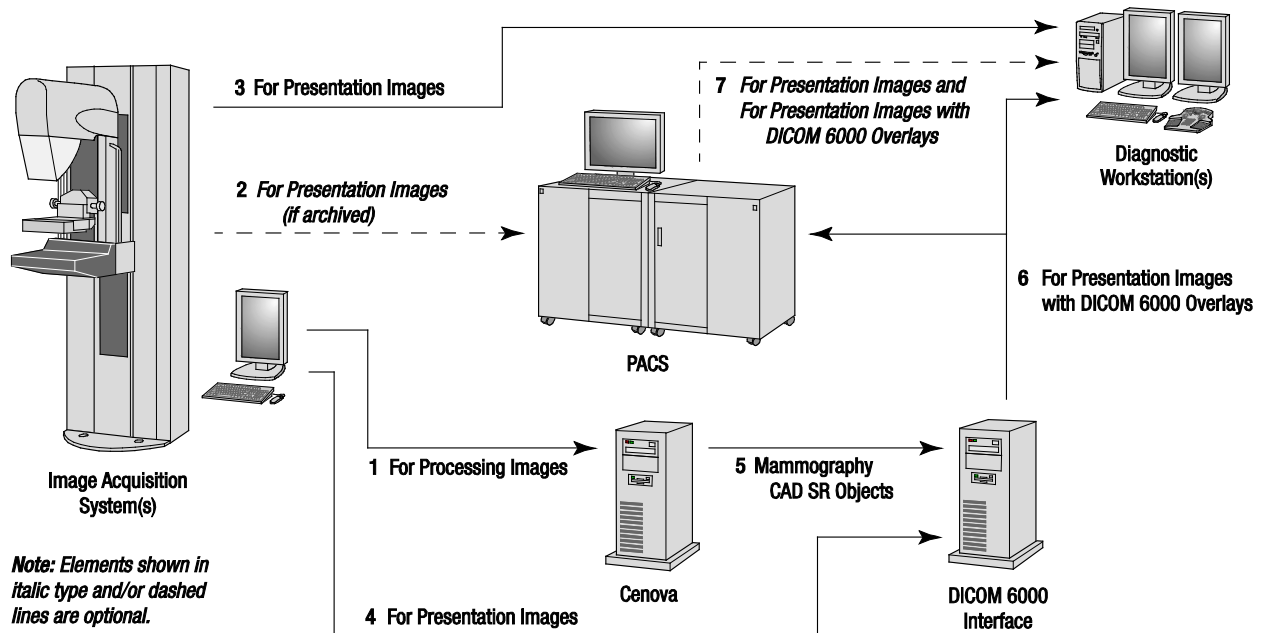 3 For Presentation Images
7 For Presentation Images and
For Presentation Images with
DICOM 6000 Overlays
Diagnostic
Workstation(s)
2 For Presentation Images
(if archived)
6 For Presentation Images
with DICOM 6000 Overlays
PACS
Image Acquisition
System(s)
1 For Processing Images
5 Mammography
CAD SR Objects
Note: Elements shown in
italic type and/or dashed
lines are optional.
Cenova
DICOM 6000
Interface
4 For Presentation Images